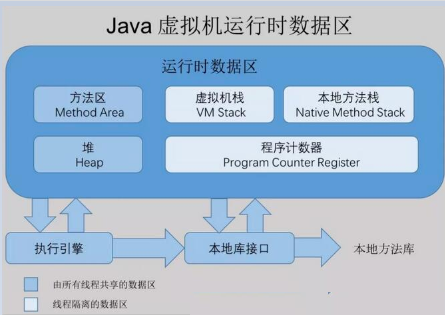 Java 虚拟机运行时数据区
运行时数据区
方法区
Method Area
虚拟机栈
VM Stack
本地方法栈
Native Method Stack
堆
Heap
程序计数器
Program Counter Register
执行引擎
本地库接口
本地方法库
由所有线程共享的数据区
线程隔离的数据区